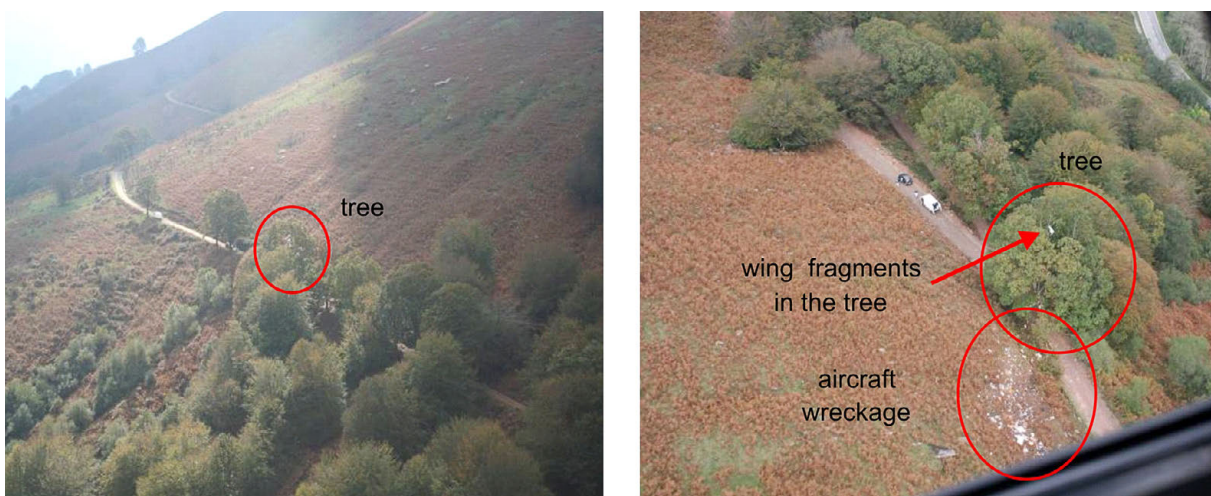 tree
tree
wing fragments
in the tree
aircraft
wreckage